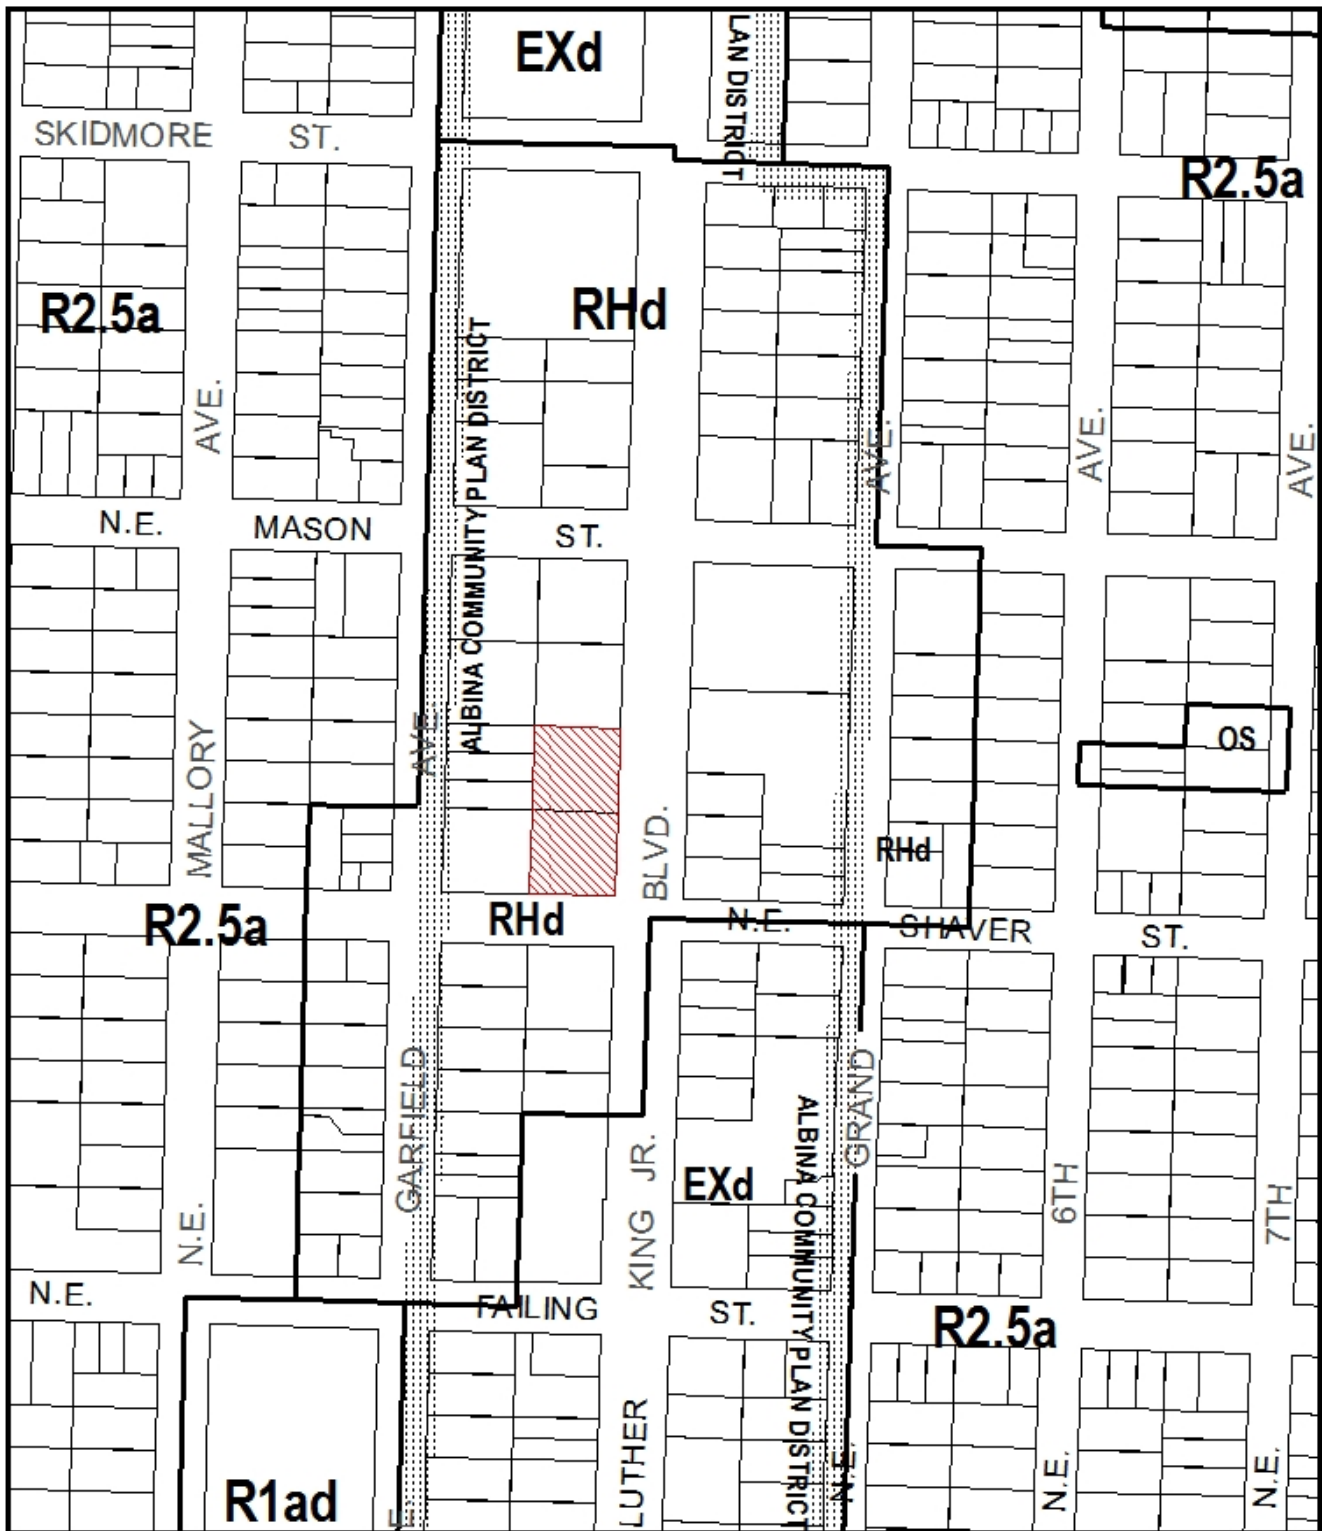 EXd
LAN DISTRICT
SKIDMORE ST.
R2.5a
R2.5a
RHd
ALBINA COMMUNITY PLAN DISTRICT
AVE.
AVE.
AVE.
AVE.
N.E. MASON ST.
AVE.
MALLORY
BLVD.
OS
RHd
R2.5a
RHd
N.E. SHAVER ST.
GARFIELD
GRAND
ALBINA COMMUNITY PLAN DISTRICT
KING JR.
EXd
6TH
7TH
N.E.
N.E. FAILING ST.
R2.5a
LUTHER
N.E.
N.E.
N.E.
R1ad